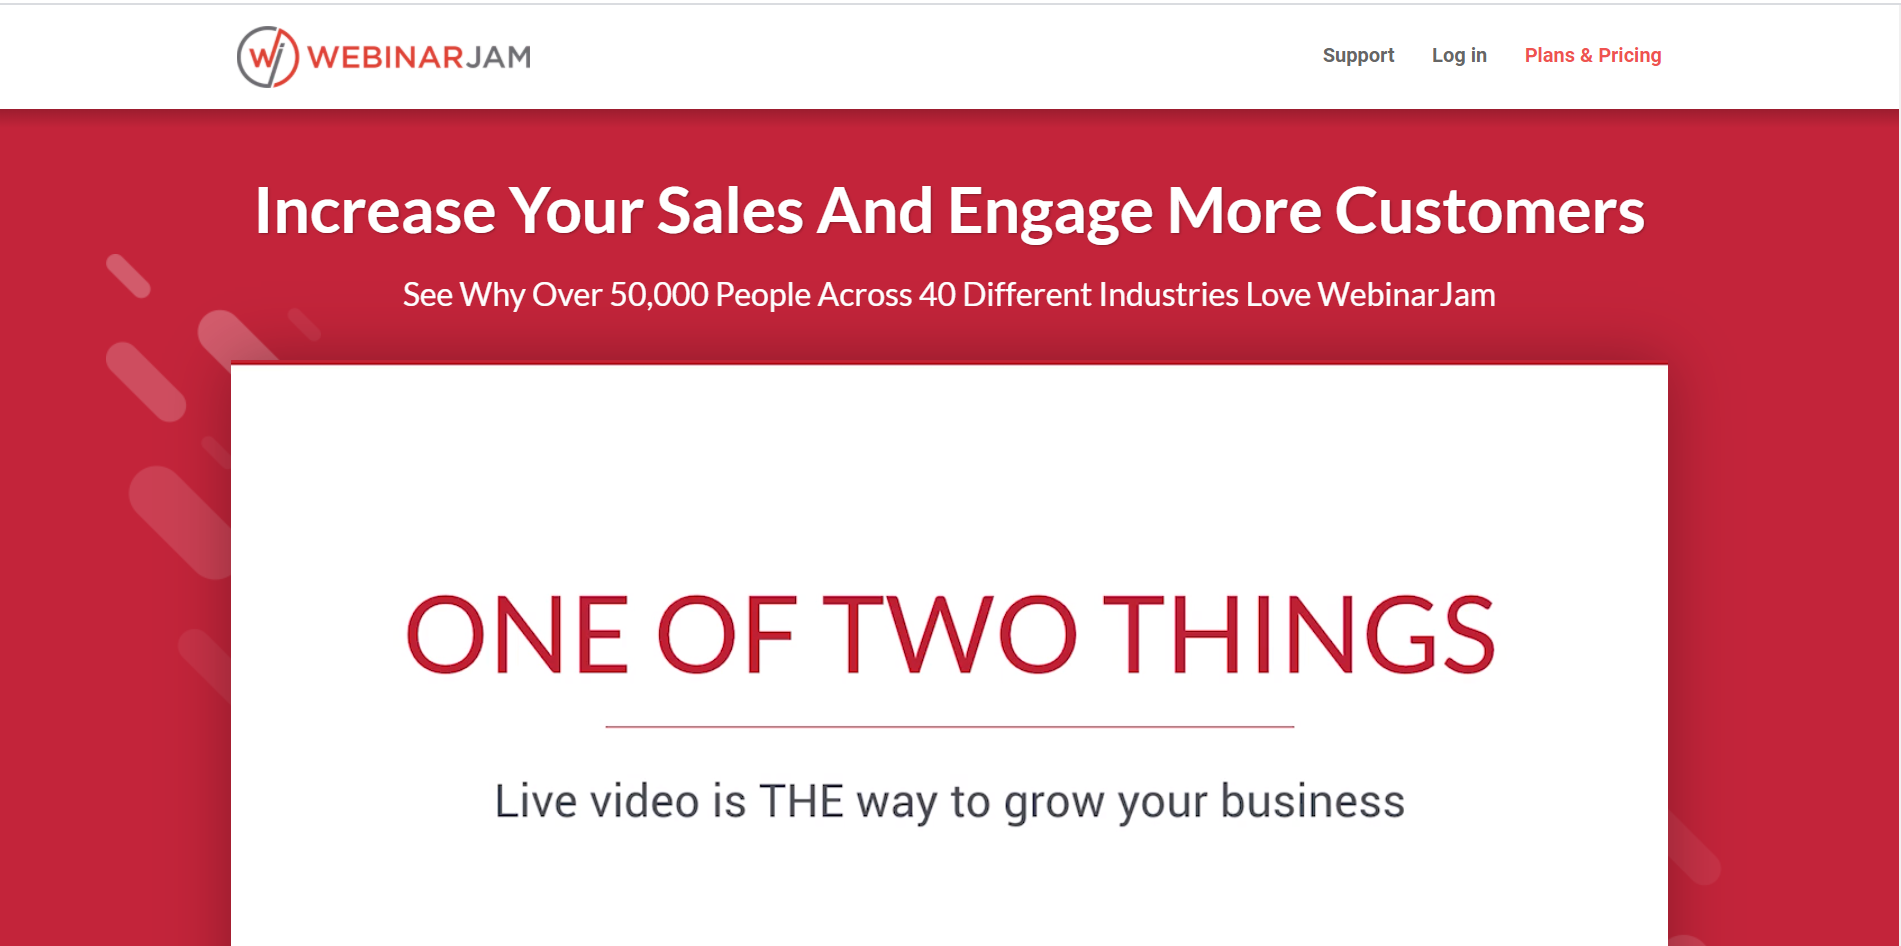 Wj WEBINARJAM
Support Log in Plans & Pricing
Increase Your Sales And Engage More Customers
See Why Over 50,000 People Across 40 Different Industries Love WebinarJam
ONE OF TWO THINGS
Live video is THE way to grow your business